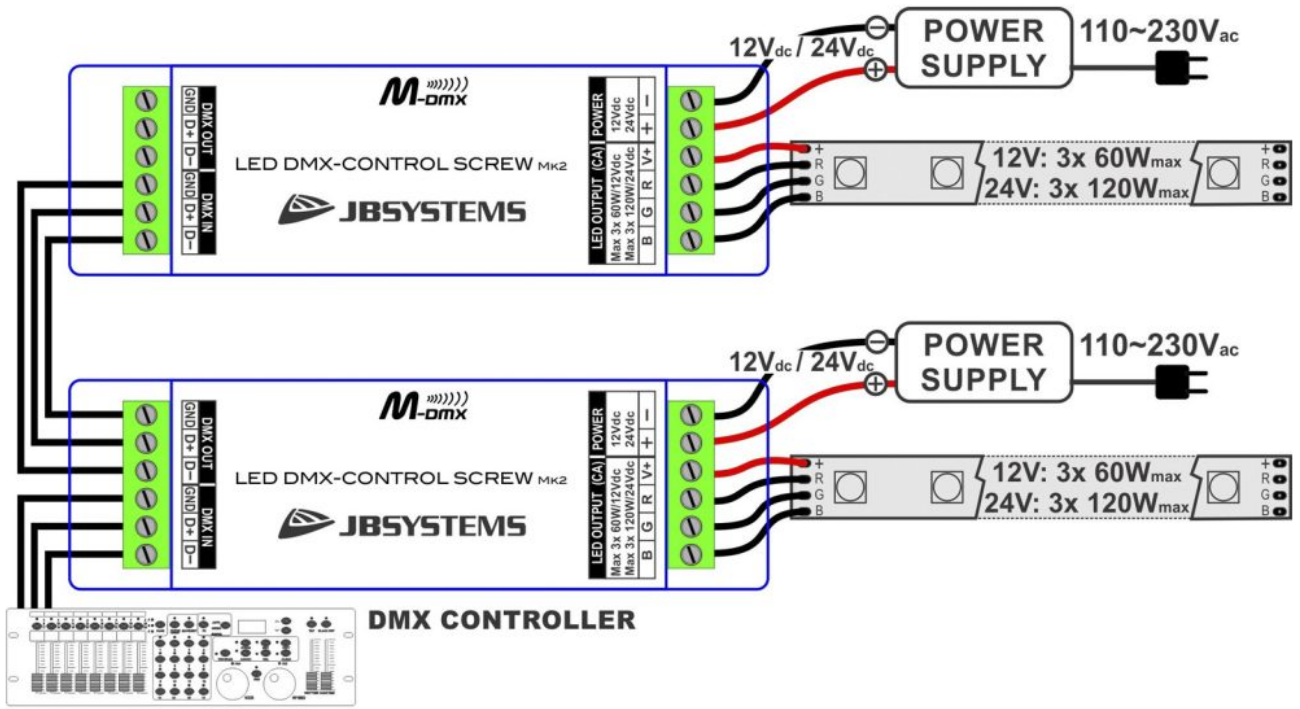 POWER SUPPLY
110~230Vac
12Vdc / 24Vdc
GND D+ D− GND D+ D−
DMX OUT
DMX IN
M-DMX
LED DMX-CONTROL SCREW Mk2
JBSYSTEMS
POWER
12Vdc
24Vdc
− +
LED OUTPUT (CA)
Max 3x 60W/12Vdc
Max 3x 120W/24Vdc
V+ R G B
+
R
G
B
12V: 3x 60Wmax
24V: 3x 120Wmax
+
R
G
B
POWER SUPPLY
110~230Vac
12Vdc / 24Vdc
GND D+ D− GND D+ D−
DMX OUT
DMX IN
M-DMX
LED DMX-CONTROL SCREW Mk2
JBSYSTEMS
POWER
12Vdc
24Vdc
− +
LED OUTPUT (CA)
Max 3x 60W/12Vdc
Max 3x 120W/24Vdc
V+ R G B
+
R
G
B
12V: 3x 60Wmax
24V: 3x 120Wmax
+
R
G
B
DMX CONTROLLER